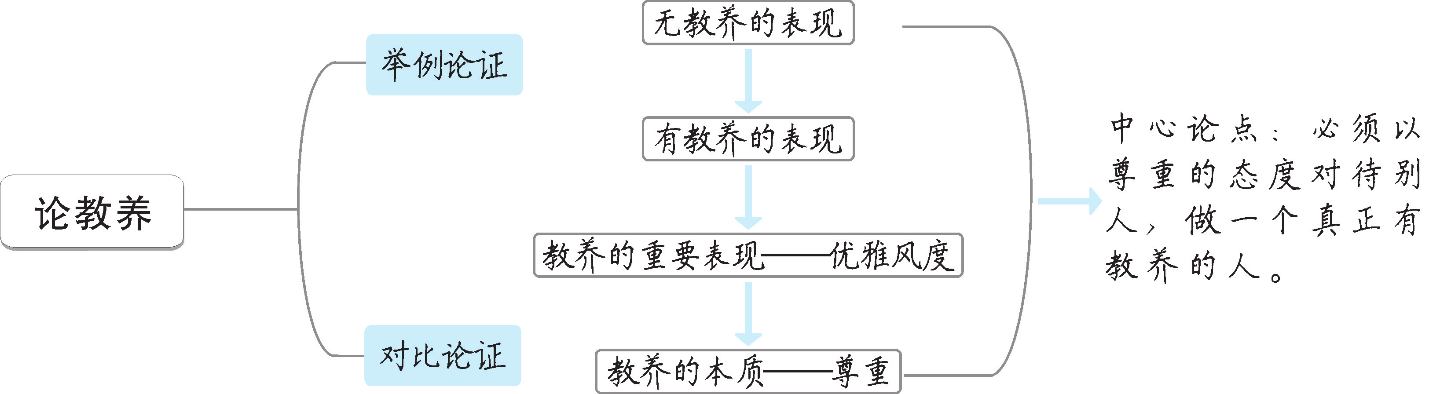 论教养
举例论证
对比论证
无教养的表现
有教养的表现
教养的重要表现——优雅风度
教养的本质——尊重
中心论点：必须以
尊重的态度对待别
人，做一个真正有
教养的人。